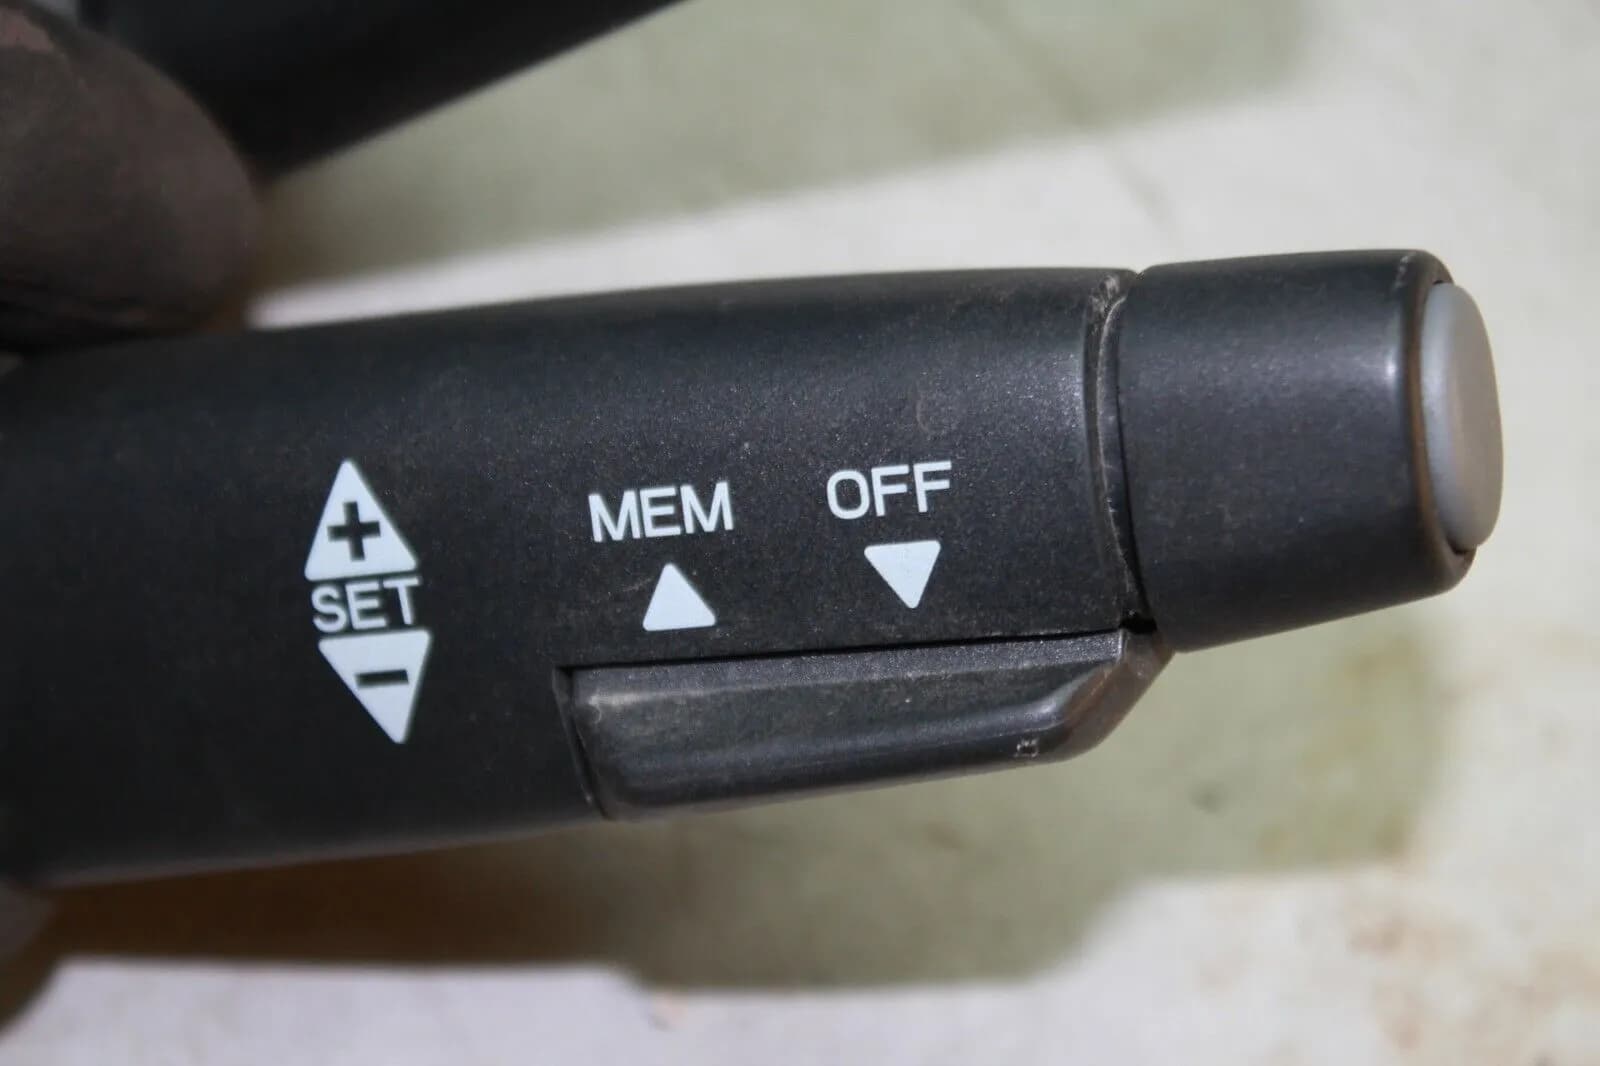 +
SET
-
MEM
OFF